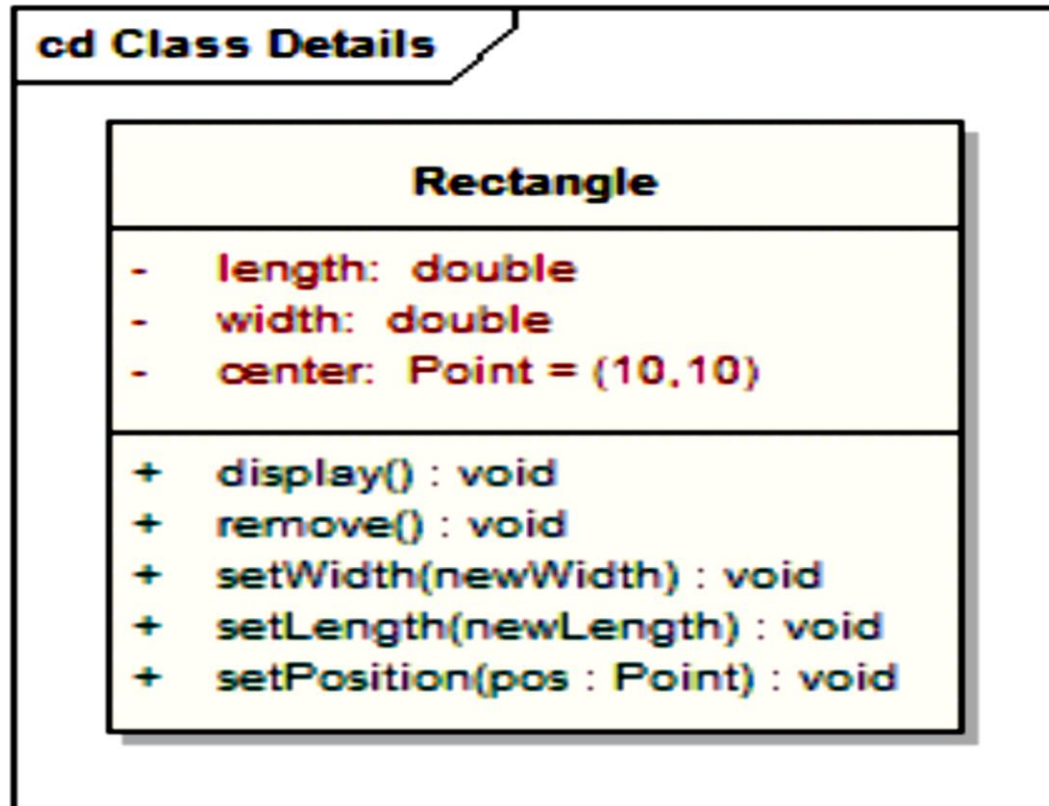 cd Class Details
Rectangle
- length: double
- width: double
- center: Point = (10,10)
+ display() : void
+ remove() : void
+ setWidth(newWidth) : void
+ setLength(newLength) : void
+ setPosition(pos : Point) : void